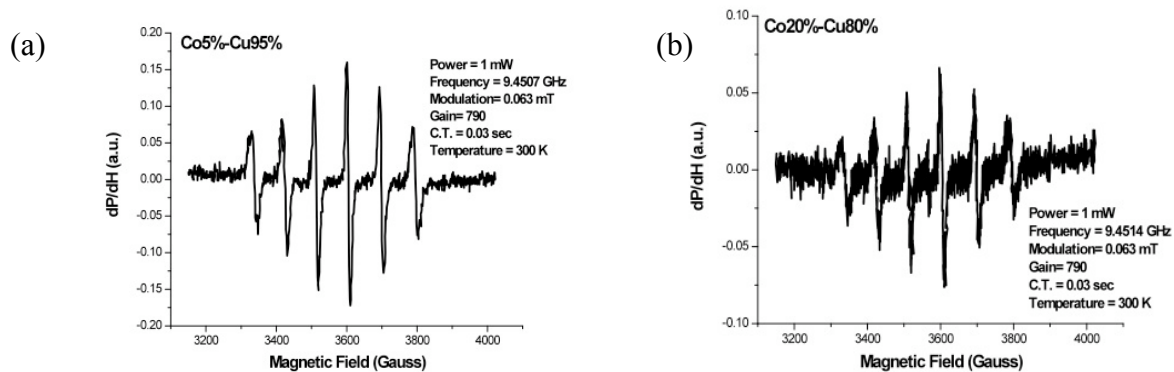 (a)
Co5%-Cu95%
Power = 1 mW
Frequency = 9.4507 GHz
Modulation= 0.063 mT
Gain= 790
C.T. = 0.03 sec
Temperature = 300 K
dP/dH (a.u.)
0.20
0.15
0.10
0.05
0.00
-0.05
-0.10
-0.15
-0.20
3200 3400 3600 3800 4000
Magnetic Field (Gauss)
(b)
Co20%-Cu80%
Power = 1 mW
Frequency = 9.4514 GHz
Modulation= 0.063 mT
Gain= 790
C.T. = 0.03 sec
Temperature = 300 K
dP/dH (a.u.)
0.10
0.05
0.00
-0.05
-0.10
3200 3400 3600 3800 4000
Magnetic Field (Gauss)